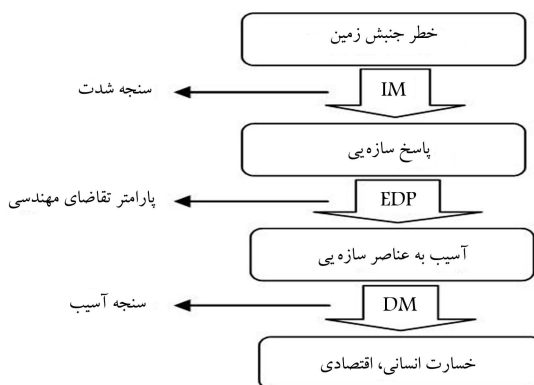 خطر جنبش زمین
IM
سنجه شدت
پاسخ سازه‌یی
EDP
پارامتر تقاضای مهندسی
آسیب به عناصر سازه‌یی
DM
سنجه آسیب
خسارت انسانی، اقتصادی